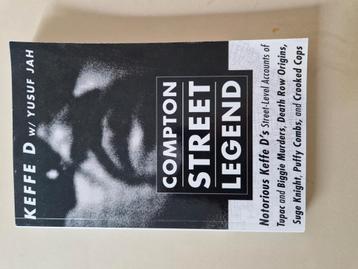 KEFFE D w/ YUSUF JAH
COMPTON
STREET
LEGEND
Notorious Keffe D's Street-Level Accounts of
Tupac and Biggie Murders, Death Row Origins,
Suge Knight, Puffy Combs, and Crooked Cops